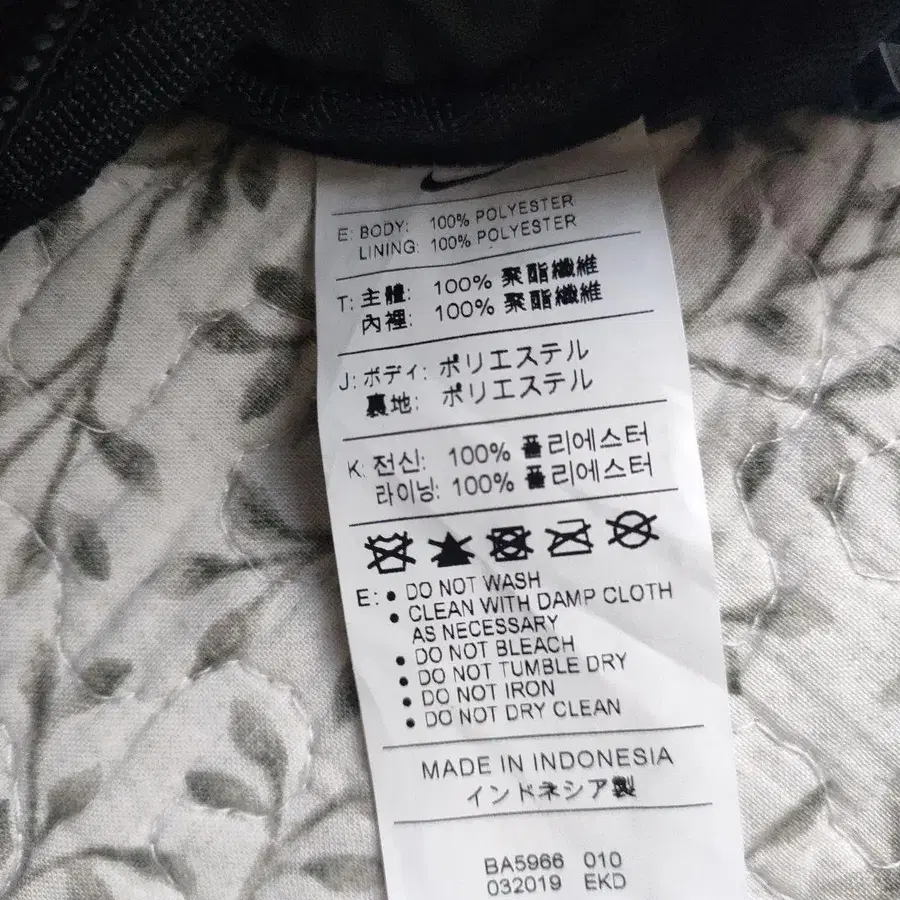 E: BODY: 100% POLYESTER
LINING: 100% POLYESTER
T: 主體: 100% 聚酯纖維
內裡: 100% 聚酯纖維
J: ボディ: ポリエステル
裏地: ポリエステル
K: 전신: 100% 폴리에스터
라이닝: 100% 폴리에스터
E: • DO NOT WASH
• CLEAN WITH DAMP CLOTH
AS NECESSARY
• DO NOT BLEACH
• DO NOT TUMBLE DRY
• DO NOT IRON
• DO NOT DRY CLEAN
MADE IN INDONESIA
インドネシア製
BA5966 010
032019 EKD